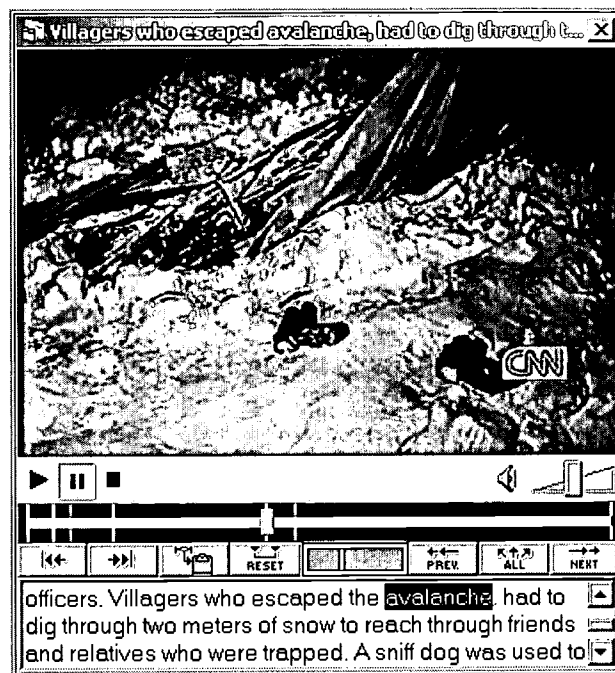 Villagers who escaped avalanche, had to dig through t...
CNN
RESET
PREV.
ALL
NEXT
officers. Villagers who escaped the avalanche, had to
dig through two meters of snow to reach through friends
and relatives who were trapped. A sniff dog was used to